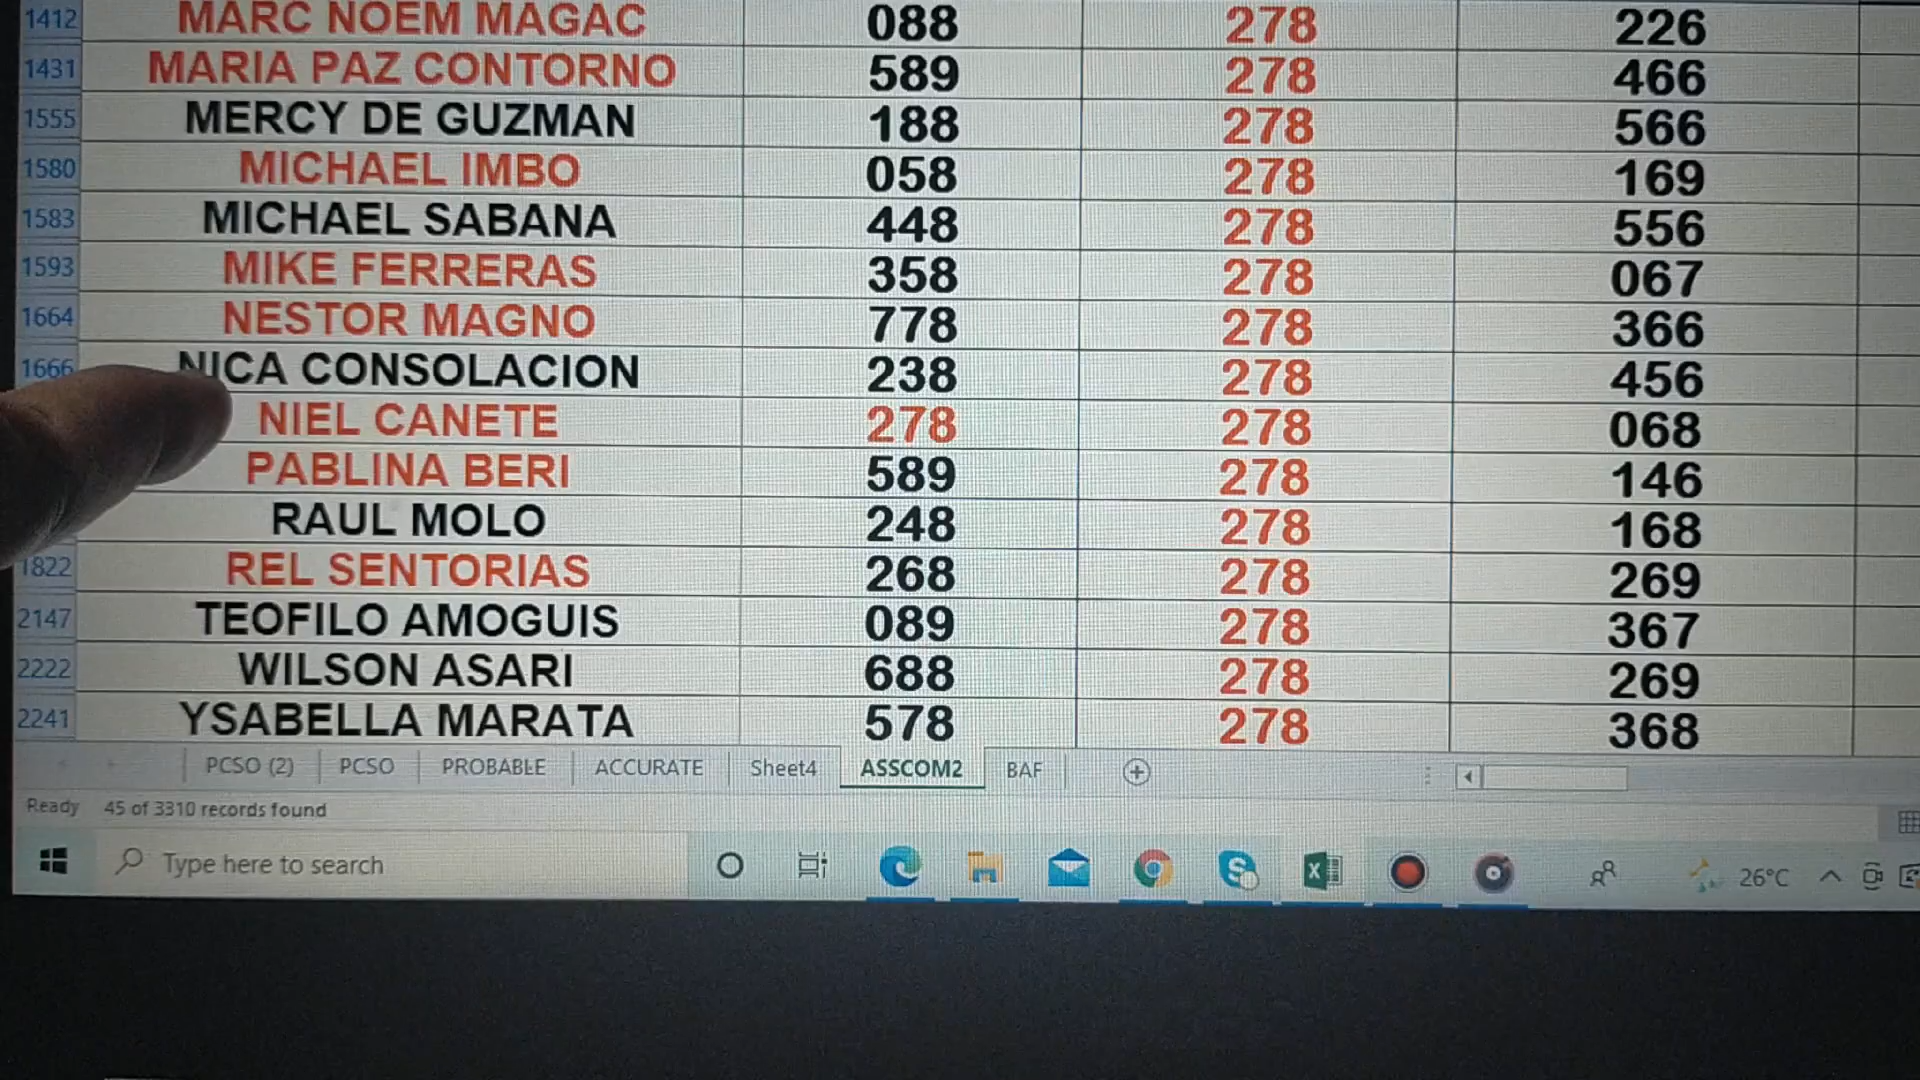 1412 MARC NOEM MAGAC 088 278 226
1431 MARIA PAZ CONTORNO 589 278 466
1555 MERCY DE GUZMAN 188 278 566
1580 MICHAEL IMBO 058 278 169
1583 MICHAEL SABANA 448 278 556
1593 MIKE FERRERAS 358 278 067
1664 NESTOR MAGNO 778 278 366
1666 NICA CONSOLACION 238 278 456
NIEL CANETE 278 278 068
PABLINA BERI 589 278 146
RAUL MOLO 248 278 168
1822 REL SENTORIAS 268 278 269
2147 TEOFILO AMOGUIS 089 278 367
2222 WILSON ASARI 688 278 269
2241 YSABELLA MARATA 578 278 368
PCSO (2) PCSO PROBABLE ACCURATE Sheet4 ASSCOM2 BAF
Ready 45 of 3310 records found
Type here to search 26°C